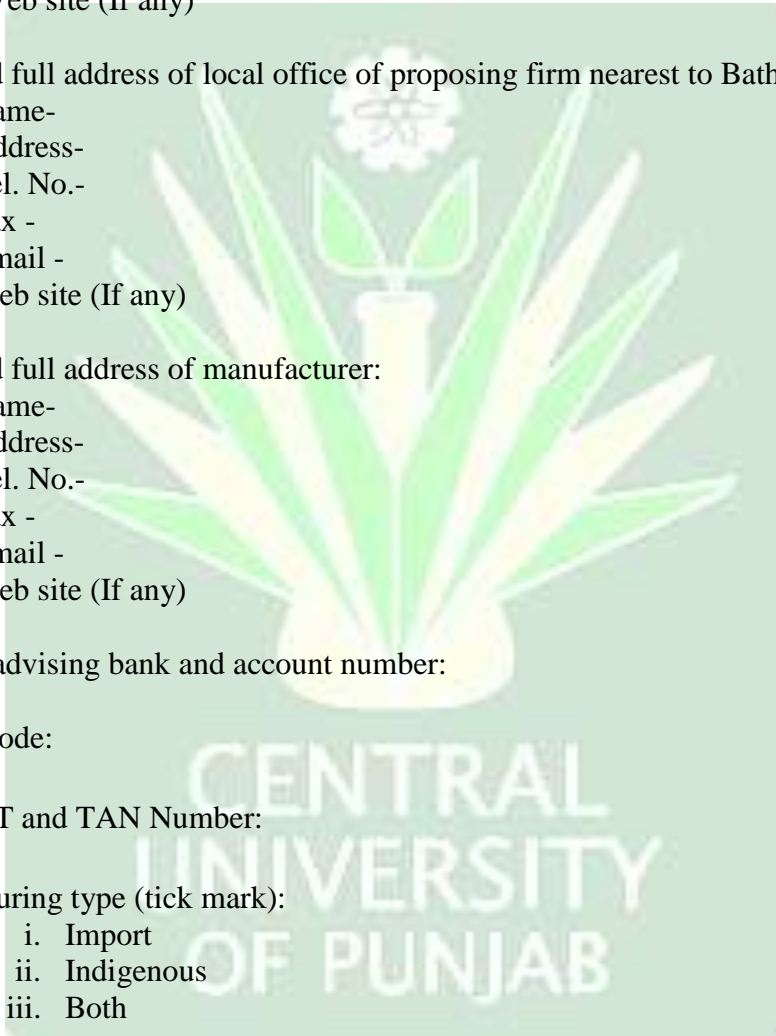 eb site (If any)
full address of local office of proposing firm nearest to Bath
ame-
ddress-
el. No.-
x -
mail -
eb site (If any)
full address of manufacturer:
ame-
ddress-
el. No.-
x -
mail -
eb site (If any)
advising bank and account number:
ode:
T and TAN Number:
uring type (tick mark):
i. Import
ii. Indigenous
iii. Both
CENTRAL
UNIVERSITY
OF PUNJAB